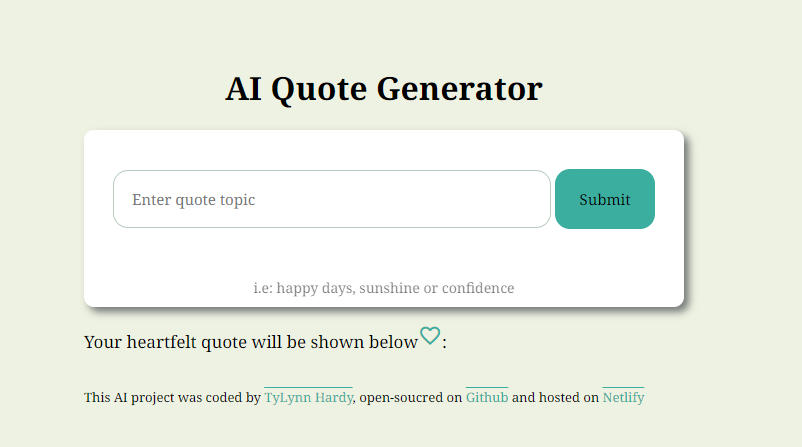 AI Quote Generator
Enter quote topic
Submit
i.e: happy days, sunshine or confidence
Your heartfelt quote will be shown below♡:
This AI project was coded by TyLynn Hardy, open-soucred on Github and hosted on Netlify